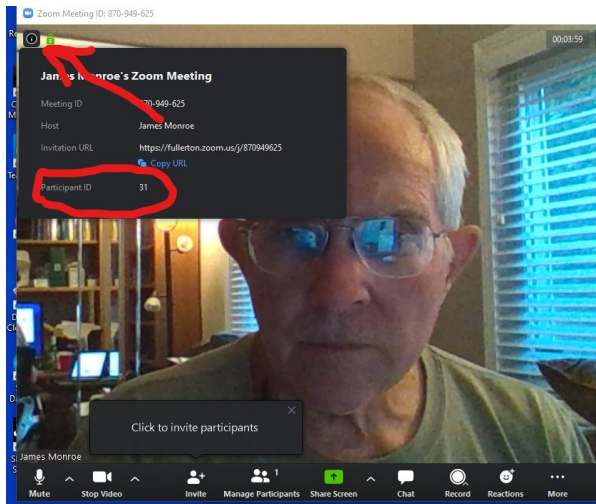 Zoom Meeting ID: 870-949-625
00:03:59
James Monroe's Zoom Meeting
Meeting ID 870-949-625
Host James Monroe
Invitation URL https://fullerton.zoom.us/j/870949625
Copy URL
Participant ID 31
Click to invite participants
James Monroe
1
Mute Stop Video Invite Manage Participants Share Screen Chat Record Reactions More